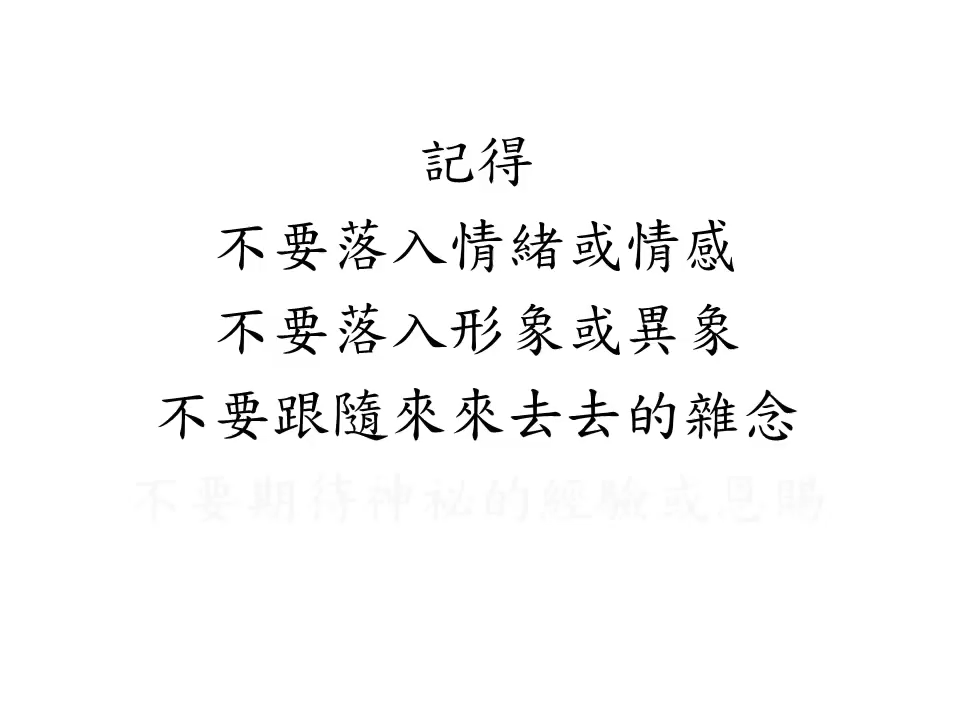 記得
不要落入情緒或情感
不要落入形象或異象
不要跟隨來來去去的雜念
不要期待神祕的經驗或恩賜